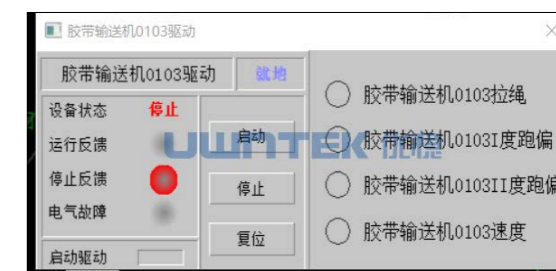 胶带输送机0103驱动
胶带输送机0103驱动 就地
设备状态 停止
运行反馈
停止反馈
电气故障
启动驱动
启动
停止
复位
胶带输送机0103拉绳
胶带输送机0103I度跑偏
胶带输送机0103II度跑偏
胶带输送机0103速度
UWNTEK 优稳